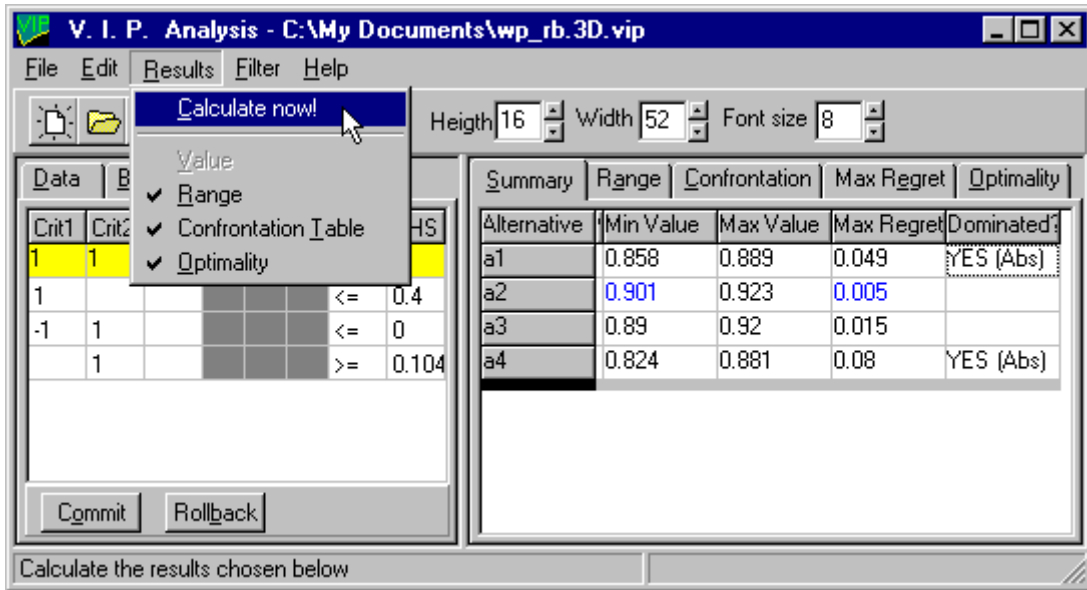 VIP V. I. P. Analysis - C:\My Documents\wp_rb.3D.vip
File Edit Results Filter Help
Calculate now!
Value
Range
Confrontation Table
Optimality
Heigth 16 Width 52 Font size 8
Data B
Crit1 Crit2 HS
1 1
1 <= 0.4
-1 1 <= 0
1 >= 0.104
Commit Rollback
Summary Range Confrontation Max Regret Optimality
Alternative Min Value Max Value Max Regret Dominated?
a1 0.858 0.889 0.049 YES (Abs)
a2 0.901 0.923 0.005
a3 0.89 0.92 0.015
a4 0.824 0.881 0.08 YES (Abs)
Calculate the results chosen below